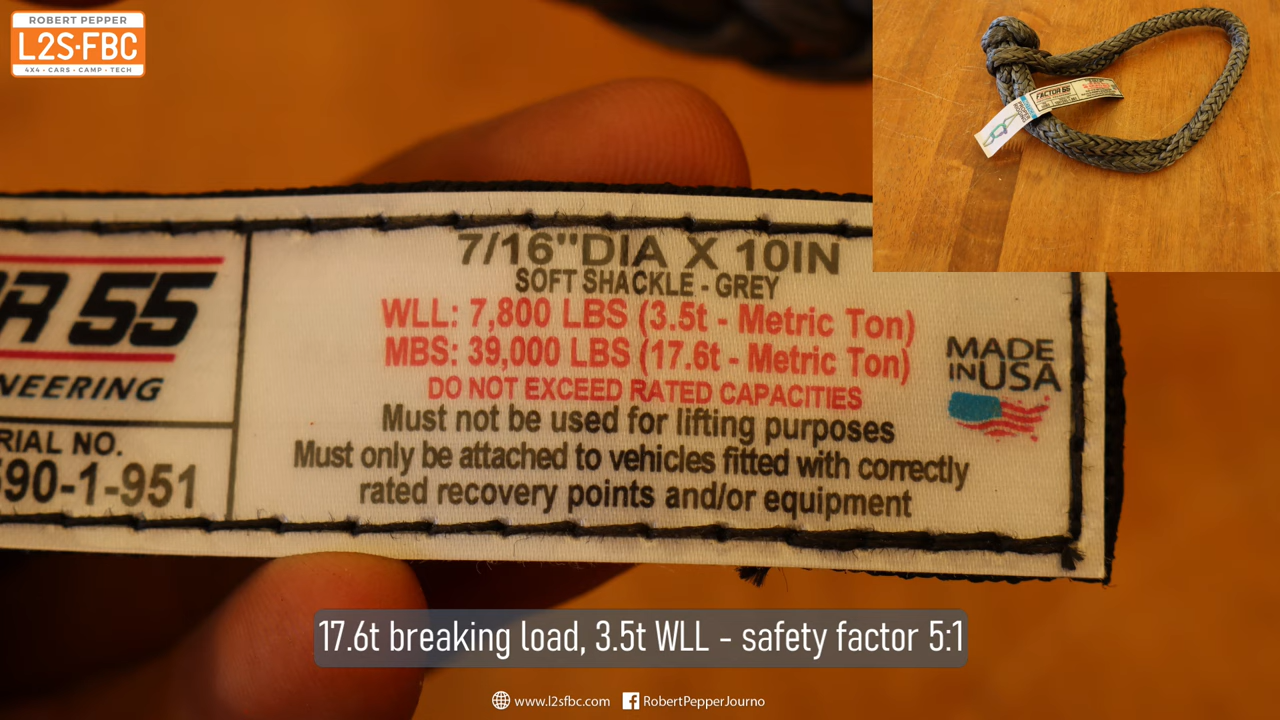 ROBERT PEPPER
L2S·FBC
4X4 · CARS · CAMP · TECH
FACTOR 55
R 55
NEERING
RIAL NO.
590-1-951
7/16"DIA X 10IN
SOFT SHACKLE - GREY
WLL: 7,800 LBS (3.5t - Metric Ton)
MBS: 39,000 LBS (17.6t - Metric Ton)
DO NOT EXCEED RATED CAPACITIES
Must not be used for lifting purposes
Must only be attached to vehicles fitted with correctly
rated recovery points and/or equipment
MADE
IN USA
17.6t breaking load, 3.5t WLL - safety factor 5:1
www.l2sfbc.com RobertPepperJourno